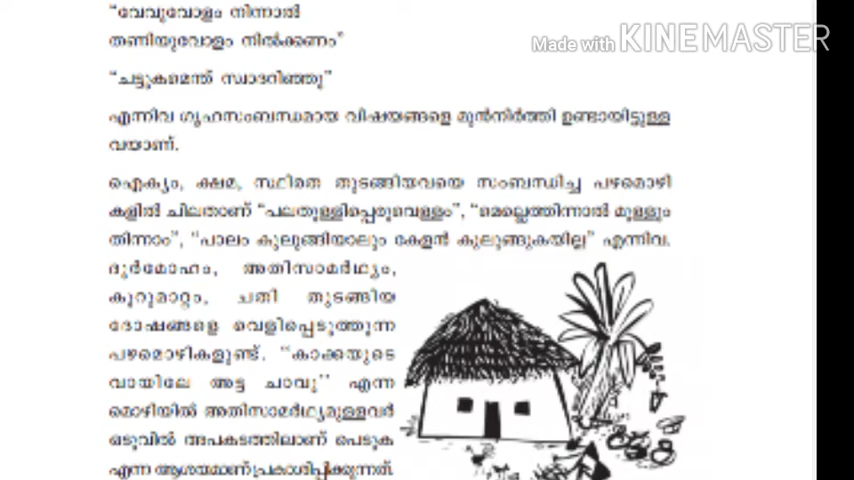 “വേവുവോളം നിന്നാൽ
Made with KINEMASTER
തണിയുവോളം നിൽക്കണം”
“ചട്ടുകമെന്ത് സ്വാദറിഞ്ഞു”
എന്നിവ ഗൃഹസംബന്ധമായ വിഷയങ്ങളെ മുൻനിർത്തി ഉണ്ടായിട്ടുള്ള
വയാണ്.
ഐക്യം, ക്ഷമ, സ്ഥിരത തുടങ്ങിയവയെ സംബന്ധിച്ച പഴമൊഴി
കളിൽ ചിലതാണ് “പലതുള്ളിപ്പെരുവെള്ളം”, “മെല്ലെത്തിന്നാൽ മുള്ളും
തിന്നാം”, “പാലം കുലുങ്ങിയാലും കേളൻ കുലുങ്ങുകയില്ല” എന്നിവ.
ദുർമോഹം, അതിസാമർഥ്യം,
കൂറുമാറ്റം, ചതി തുടങ്ങിയ
ദോഷങ്ങളെ വെളിപ്പെടുത്തുന്ന
പഴമൊഴികളുണ്ട്. “കാക്കയുടെ
വായിലേ അട്ട ചാവൂ” എന്ന
മൊഴിയിൽ അതിസാമർഥ്യമുള്ളവർ
ഒടുവിൽ അപകടത്തിലാണ് പെടുക
എന്ന ആശയമാണ് പ്രകാശിപ്പിക്കുന്നത്.